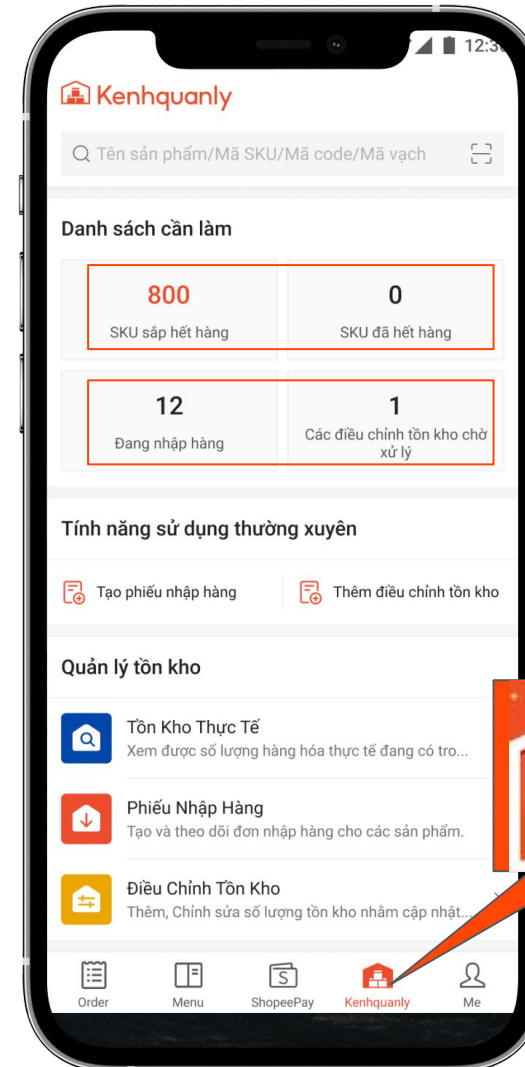 12:3
Kenhquanly
Tên sản phẩm/Mã SKU/Mã code/Mã vạch
Danh sách cần làm
800
SKU sắp hết hàng
0
SKU đã hết hàng
12
Đang nhập hàng
1
Các điều chỉnh tồn kho chờ
xử lý
Tính năng sử dụng thường xuyên
Tạo phiếu nhập hàng
Thêm điều chỉnh tồn kho
Quản lý tồn kho
Tồn Kho Thực Tế
Xem được số lượng hàng hóa thực tế đang có tro...
Phiếu Nhập Hàng
Tạo và theo dõi đơn nhập hàng cho các sản phẩm.
Điều Chỉnh Tồn Kho
Thêm, Chỉnh sửa số lượng tồn kho nhằm cập nhật...
Order
Menu
ShopeePay
Kenhquanly
Me